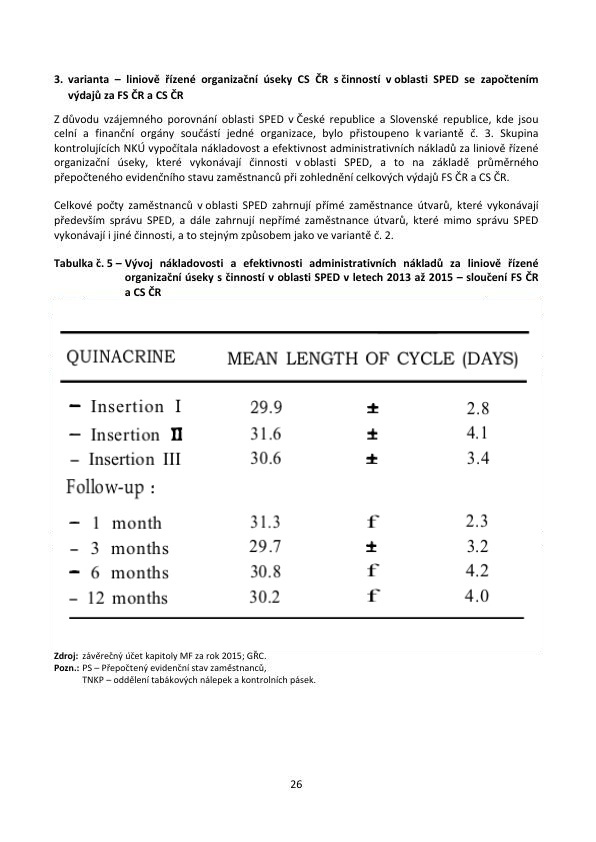 3. varianta – liniově řízené organizační úseky CS ČR s činností v oblasti SPED se započtením
výdajů za FS ČR a CS ČR
Z důvodu vzájemného porovnání oblasti SPED v České republice a Slovenské republice, kde jsou
celní a finanční orgány součástí jedné organizace, bylo přistoupeno k variantě č. 3. Skupina
kontrolujících NKÚ vypočítala nákladovost a efektivnost administrativních nákladů za liniově řízené
organizační úseky, které vykonávají činnosti v oblasti SPED, a to na základě průměrného
přepočteného evidenčního stavu zaměstnanců při zohlednění celkových výdajů FS ČR a CS ČR.
Celkové počty zaměstnanců v oblasti SPED zahrnují přímé zaměstnance útvarů, které vykonávají
především správu SPED, a dále zahrnují nepřímé zaměstnance útvarů, které mimo správu SPED
vykonávají i jiné činnosti, a to stejným způsobem jako ve variantě č. 2.
Tabulka č. 5 – Vývoj nákladovosti a efektivnosti administrativních nákladů za liniově řízené
organizační úseky s činností v oblasti SPED v letech 2013 až 2015 – sloučení FS ČR
a CS ČR
QUINACRINE MEAN LENGTH OF CYCLE (DAYS)
– Insertion I 29.9 ± 2.8
– Insertion II 31.6 ± 4.1
– Insertion III 30.6 ± 3.4
Follow-up :
– 1 month 31.3 f 2.3
– 3 months 29.7 ± 3.2
– 6 months 30.8 f 4.2
– 12 months 30.2 f 4.0
Zdroj: závěrečný účet kapitoly MF za rok 2015; GŘC.
Pozn.: PS – Přepočtený evidenční stav zaměstnanců,
TNKP – oddělení tabákových nálepek a kontrolních pásek.
26